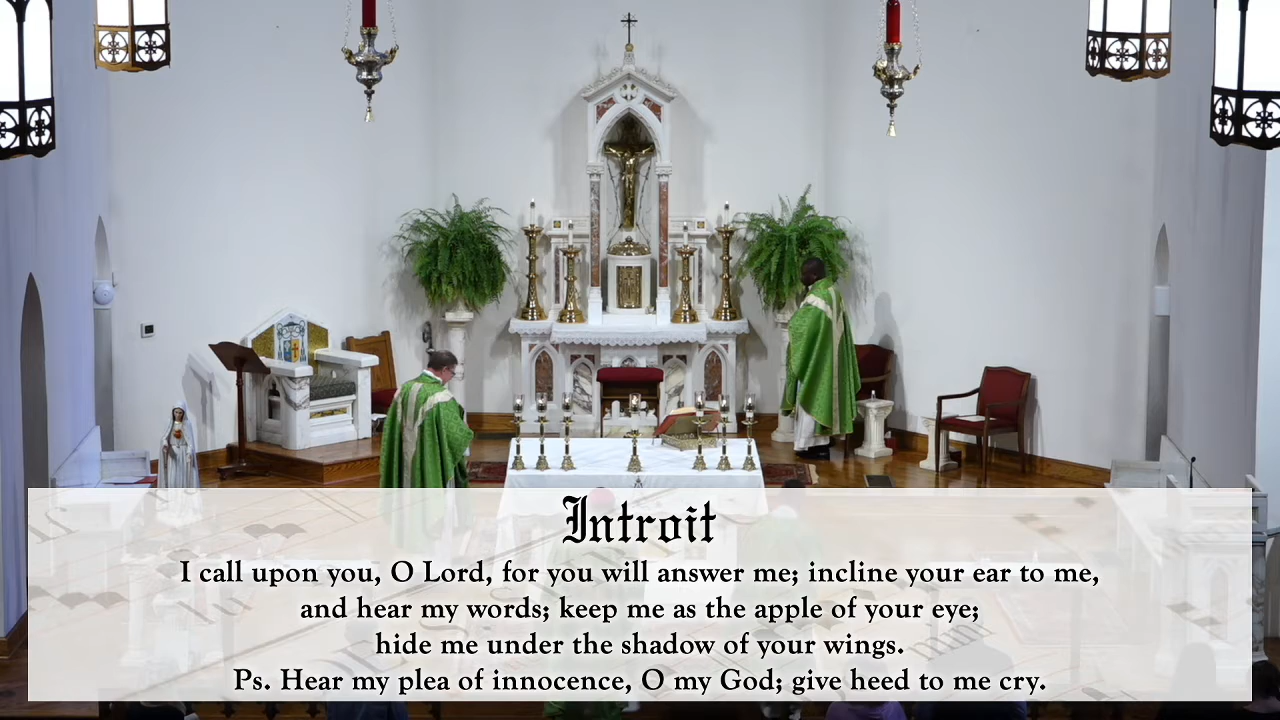 Introit
I call upon you, O Lord, for you will answer me; incline your ear to me,
and hear my words; keep me as the apple of your eye;
hide me under the shadow of your wings.
Ps. Hear my plea of innocence, O my God; give heed to me cry.